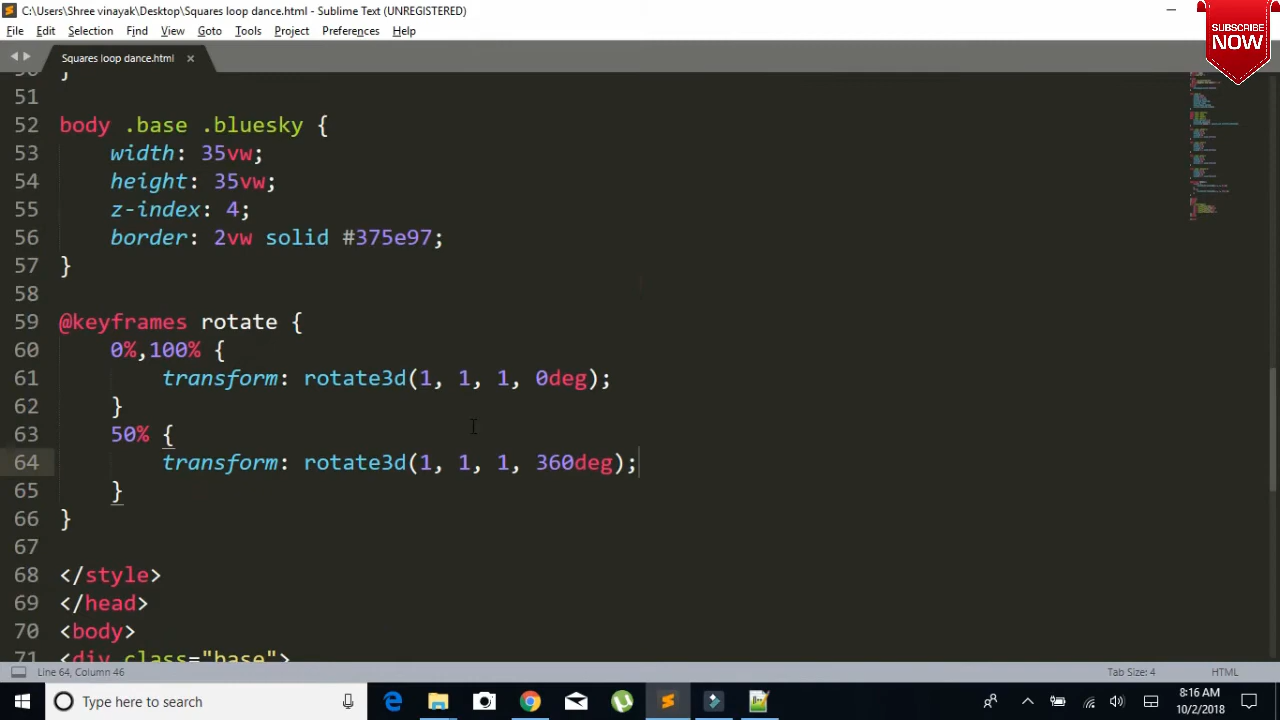 C:\Users\Shree vinayak\Desktop\Squares loop dance.html - Sublime Text (UNREGISTERED)
SUBSCRIBE
NOW
File Edit Selection Find View Goto Tools Project Preferences Help
Squares loop dance.html
51
52 body .base .bluesky {
53 width: 35vw;
54 height: 35vw;
55 z-index: 4;
56 border: 2vw solid #375e97;
57 }
58
59 @keyframes rotate {
60 0%,100% {
61 transform: rotate3d(1, 1, 1, 0deg);
62 }
63 50% {
64 transform: rotate3d(1, 1, 1, 360deg);
65 }
66 }
67
68 </style>
69 </head>
70 <body>
71 <div class="base">
Line 64, Column 46
Tab Size: 4
HTML
Type here to search
8:16 AM
10/2/2018